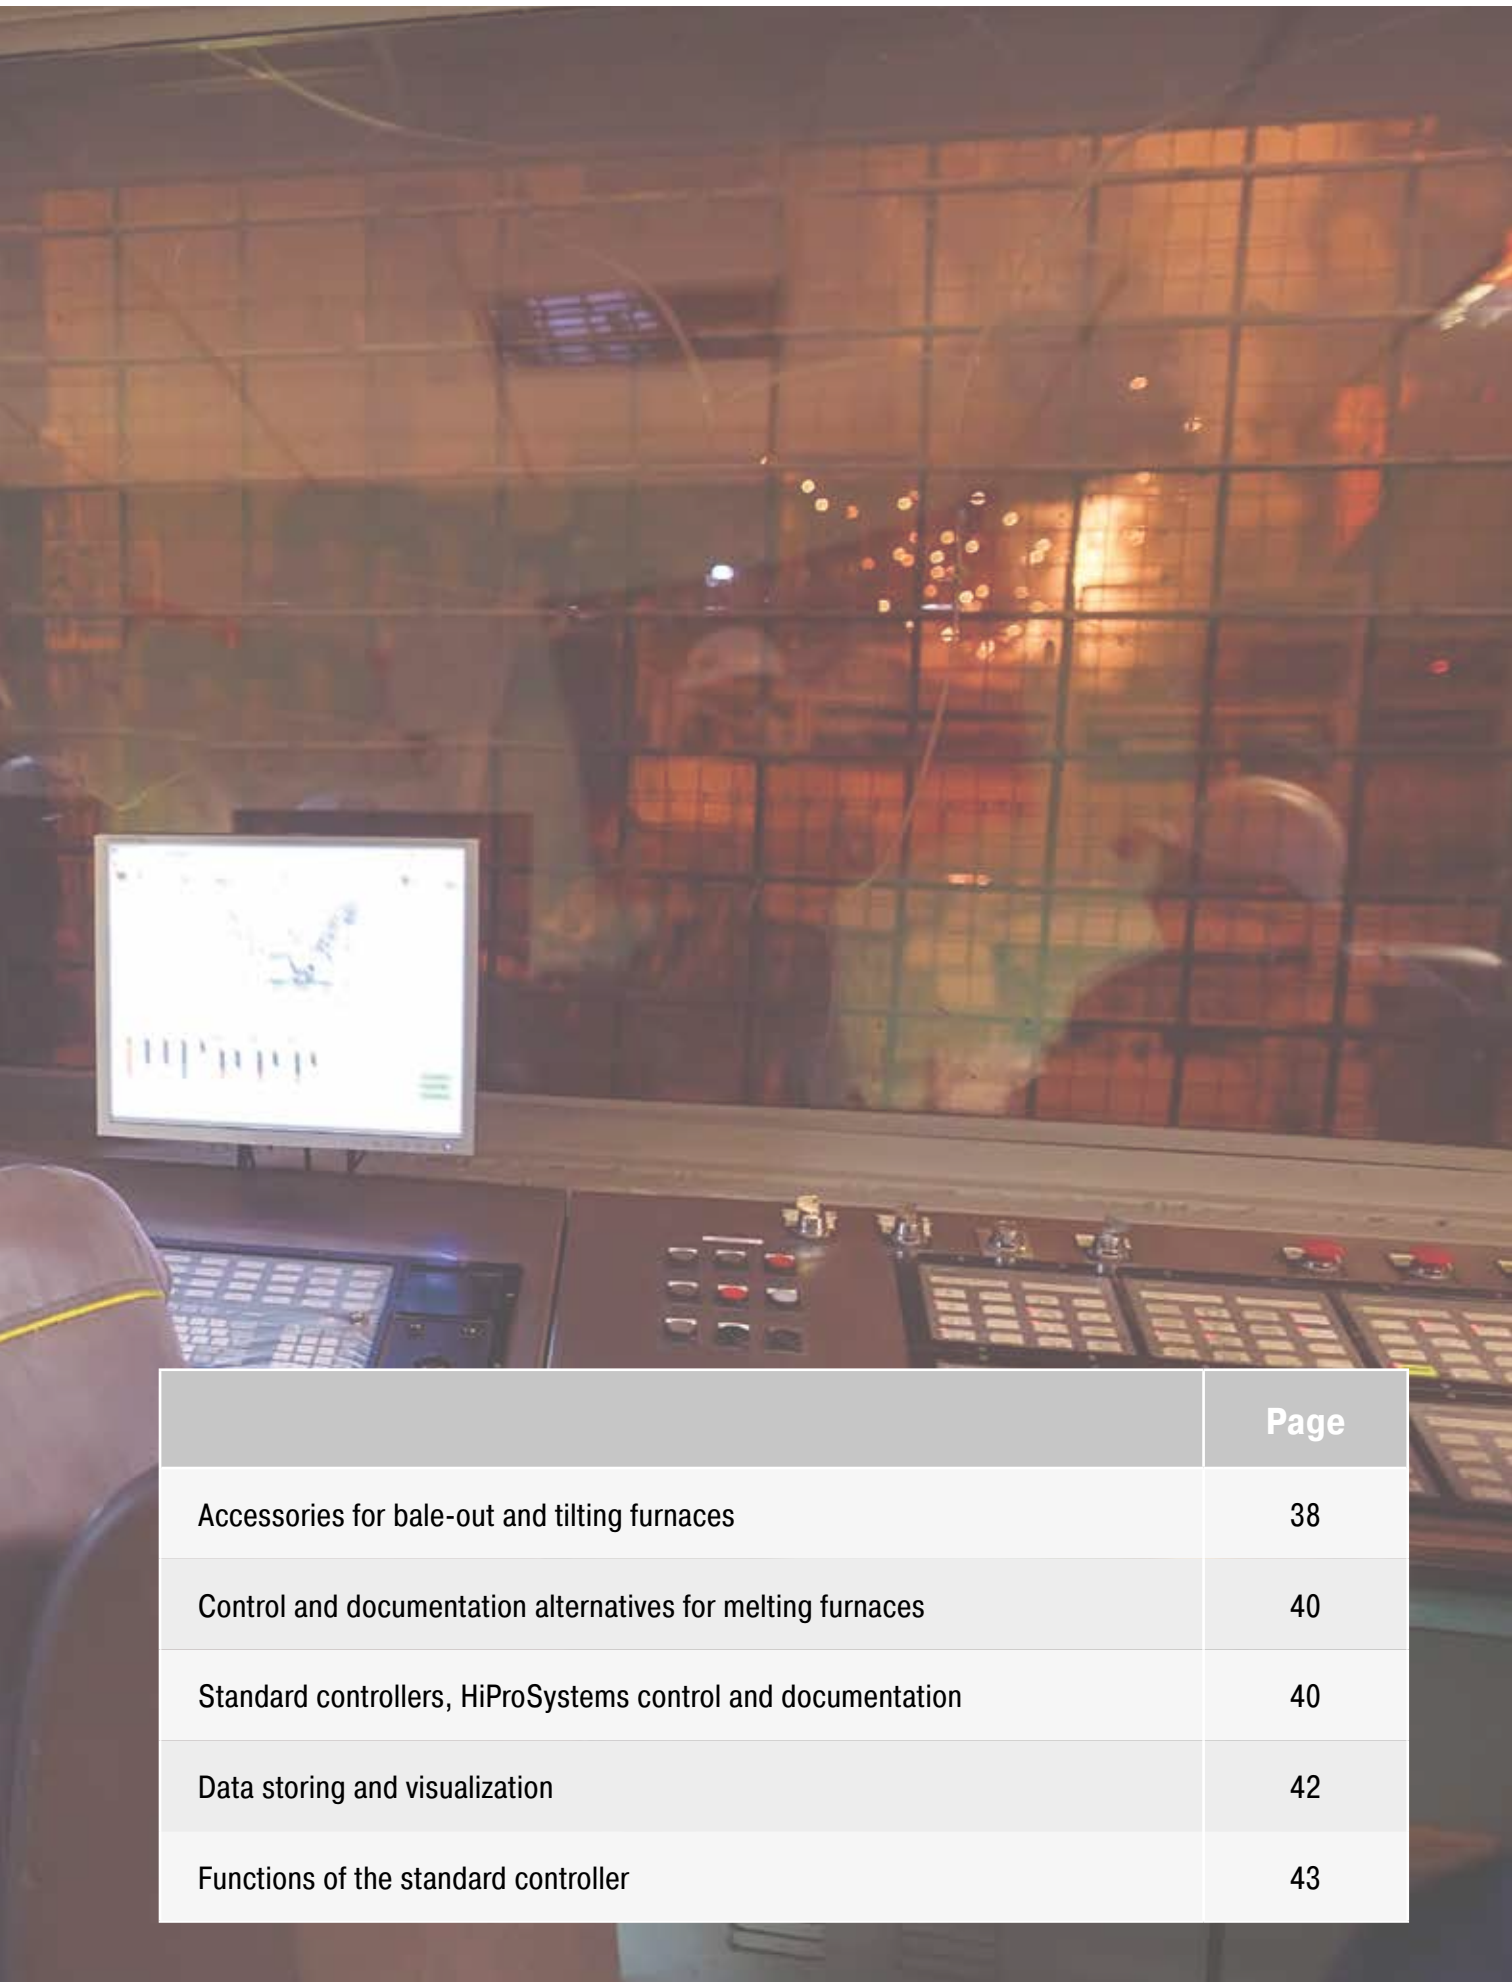 Page
Accessories for bale-out and tilting furnaces 38
Control and documentation alternatives for melting furnaces 40
Standard controllers, HiProSystems control and documentation 40
Data storing and visualization 42
Functions of the standard controller 43